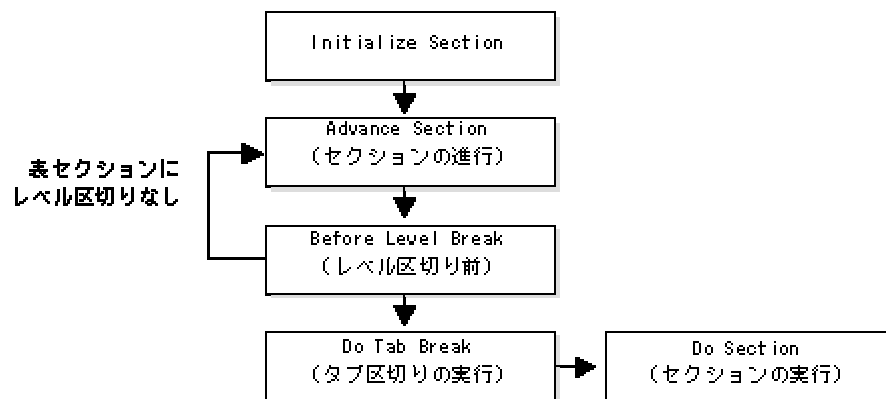 Initialize Section
Advance Section
（セクションの進行）
表セクションに
レベル区切りなし
Before Level Break
（レベル区切り前）
Do Tab Break
（タブ区切りの実行）
Do Section
（セクションの実行）